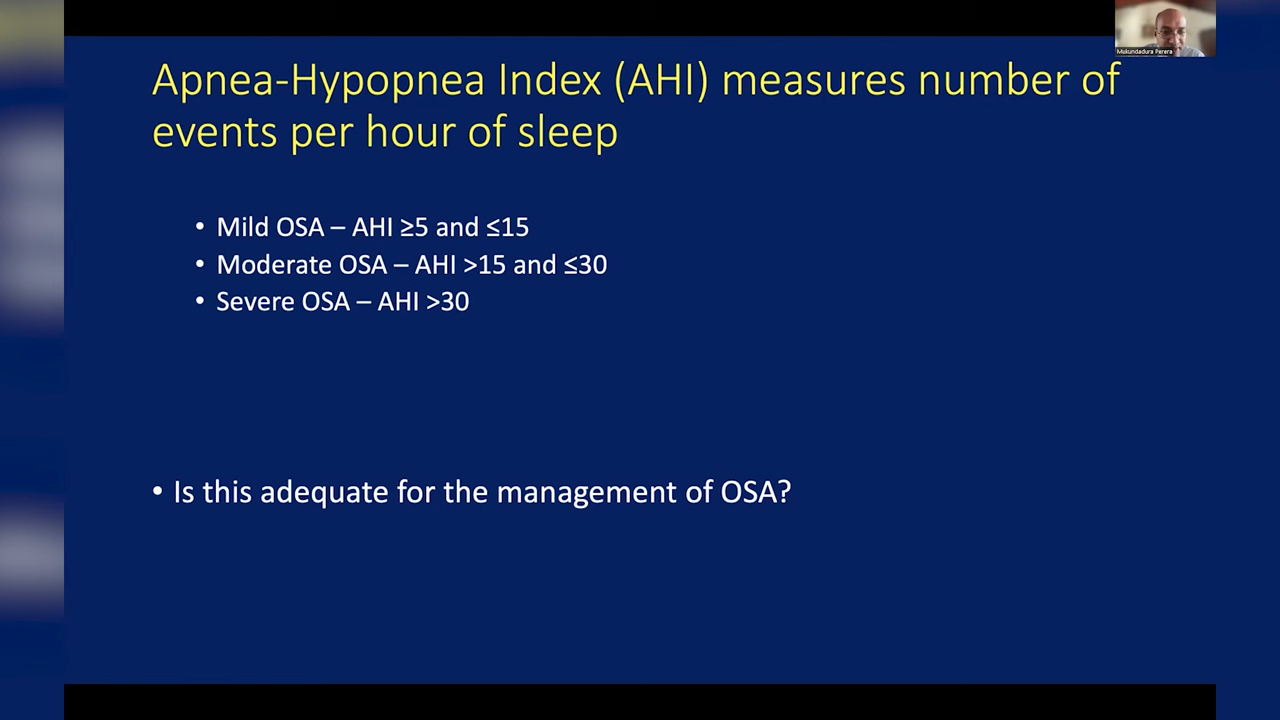 Mukundadura Perera
Apnea-Hypopnea Index (AHI) measures number of
events per hour of sleep
• Mild OSA – AHI ≥5 and ≤15
• Moderate OSA – AHI >15 and ≤30
• Severe OSA – AHI >30
• Is this adequate for the management of OSA?